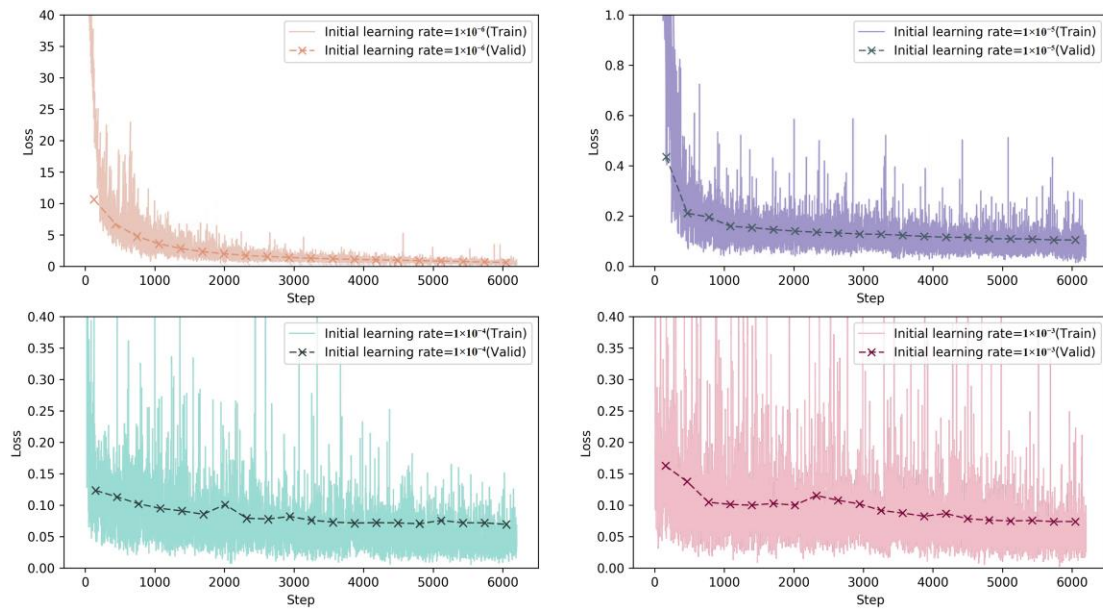 Initial learning rate=1×10⁻⁶(Train)
Initial learning rate=1×10⁻⁶(Valid)
40
35
30
25
20
15
10
5
0
Loss
0 1000 2000 3000 4000 5000 6000
Step
Initial learning rate=1×10⁻⁵(Train)
Initial learning rate=1×10⁻⁵(Valid)
1.0
0.8
0.6
0.4
0.2
0.0
Loss
0 1000 2000 3000 4000 5000 6000
Step
Initial learning rate=1×10⁻⁴(Train)
Initial learning rate=1×10⁻⁴(Valid)
0.40
0.35
0.30
0.25
0.20
0.15
0.10
0.05
0.00
Loss
0 1000 2000 3000 4000 5000 6000
Step
Initial learning rate=1×10⁻³(Train)
Initial learning rate=1×10⁻³(Valid)
0.40
0.35
0.30
0.25
0.20
0.15
0.10
0.05
0.00
Loss
0 1000 2000 3000 4000 5000 6000
Step